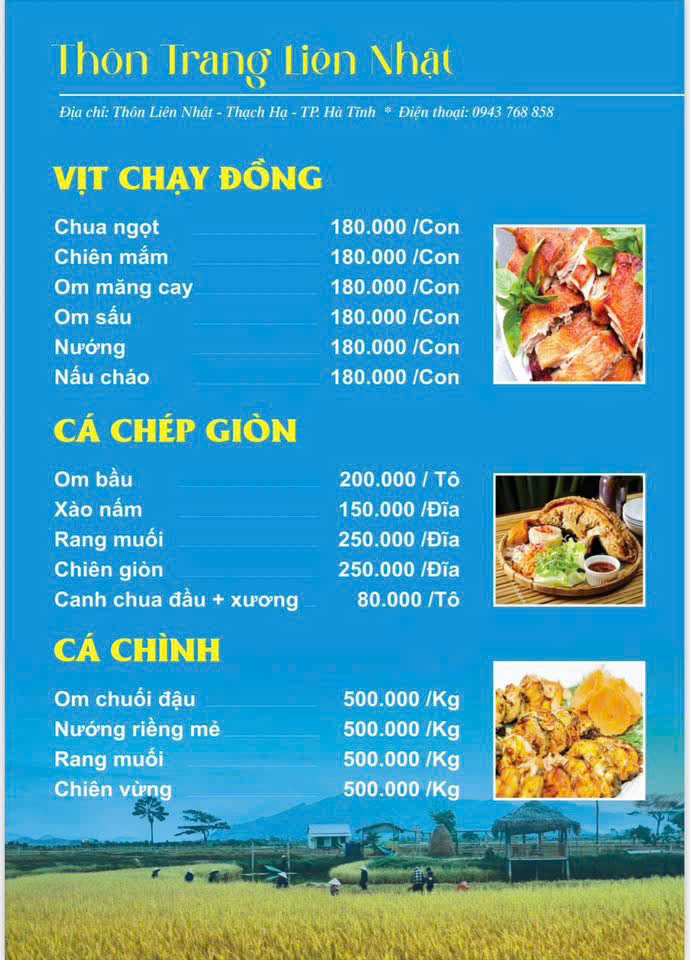 Thôn Trang Liên Nhật
Địa chỉ: Thôn Liên Nhật - Thạch Hạ - TP. Hà Tĩnh * Điện thoại: 0943 768 858
VỊT CHẠY ĐỒNG
Chua ngọt 180.000 /Con
Chiên mắm 180.000 /Con
Om măng cay 180.000 /Con
Om sấu 180.000 /Con
Nướng 180.000 /Con
Nấu cháo 180.000 /Con
CÁ CHÉP GIÒN
Om bầu 200.000 / Tô
Xào nấm 150.000 /Đĩa
Rang muối 250.000 /Đĩa
Chiên giòn 250.000 /Đĩa
Canh chua đầu + xương 80.000 /Tô
CÁ CHÌNH
Om chuối đậu 500.000 /Kg
Nướng riềng mẻ 500.000 /Kg
Rang muối 500.000 /Kg
Chiên vừng 500.000 /Kg